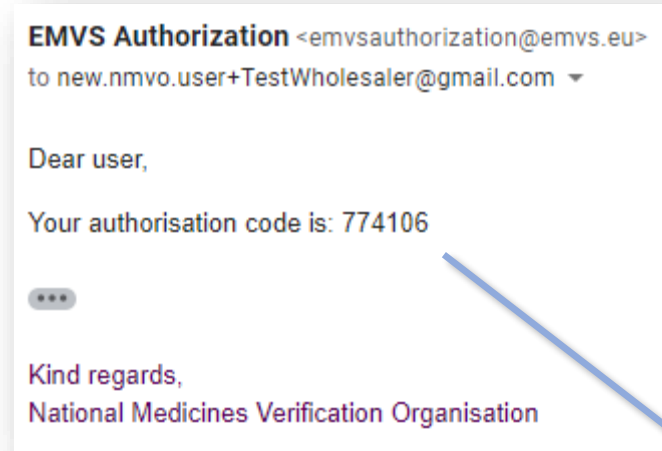 EMVS Authorization <emvsauthorization@emvs.eu>
to new.nmvo.user+TestWholesaler@gmail.com
Dear user,
Your authorisation code is: 774106
Kind regards,
National Medicines Verification Organisation